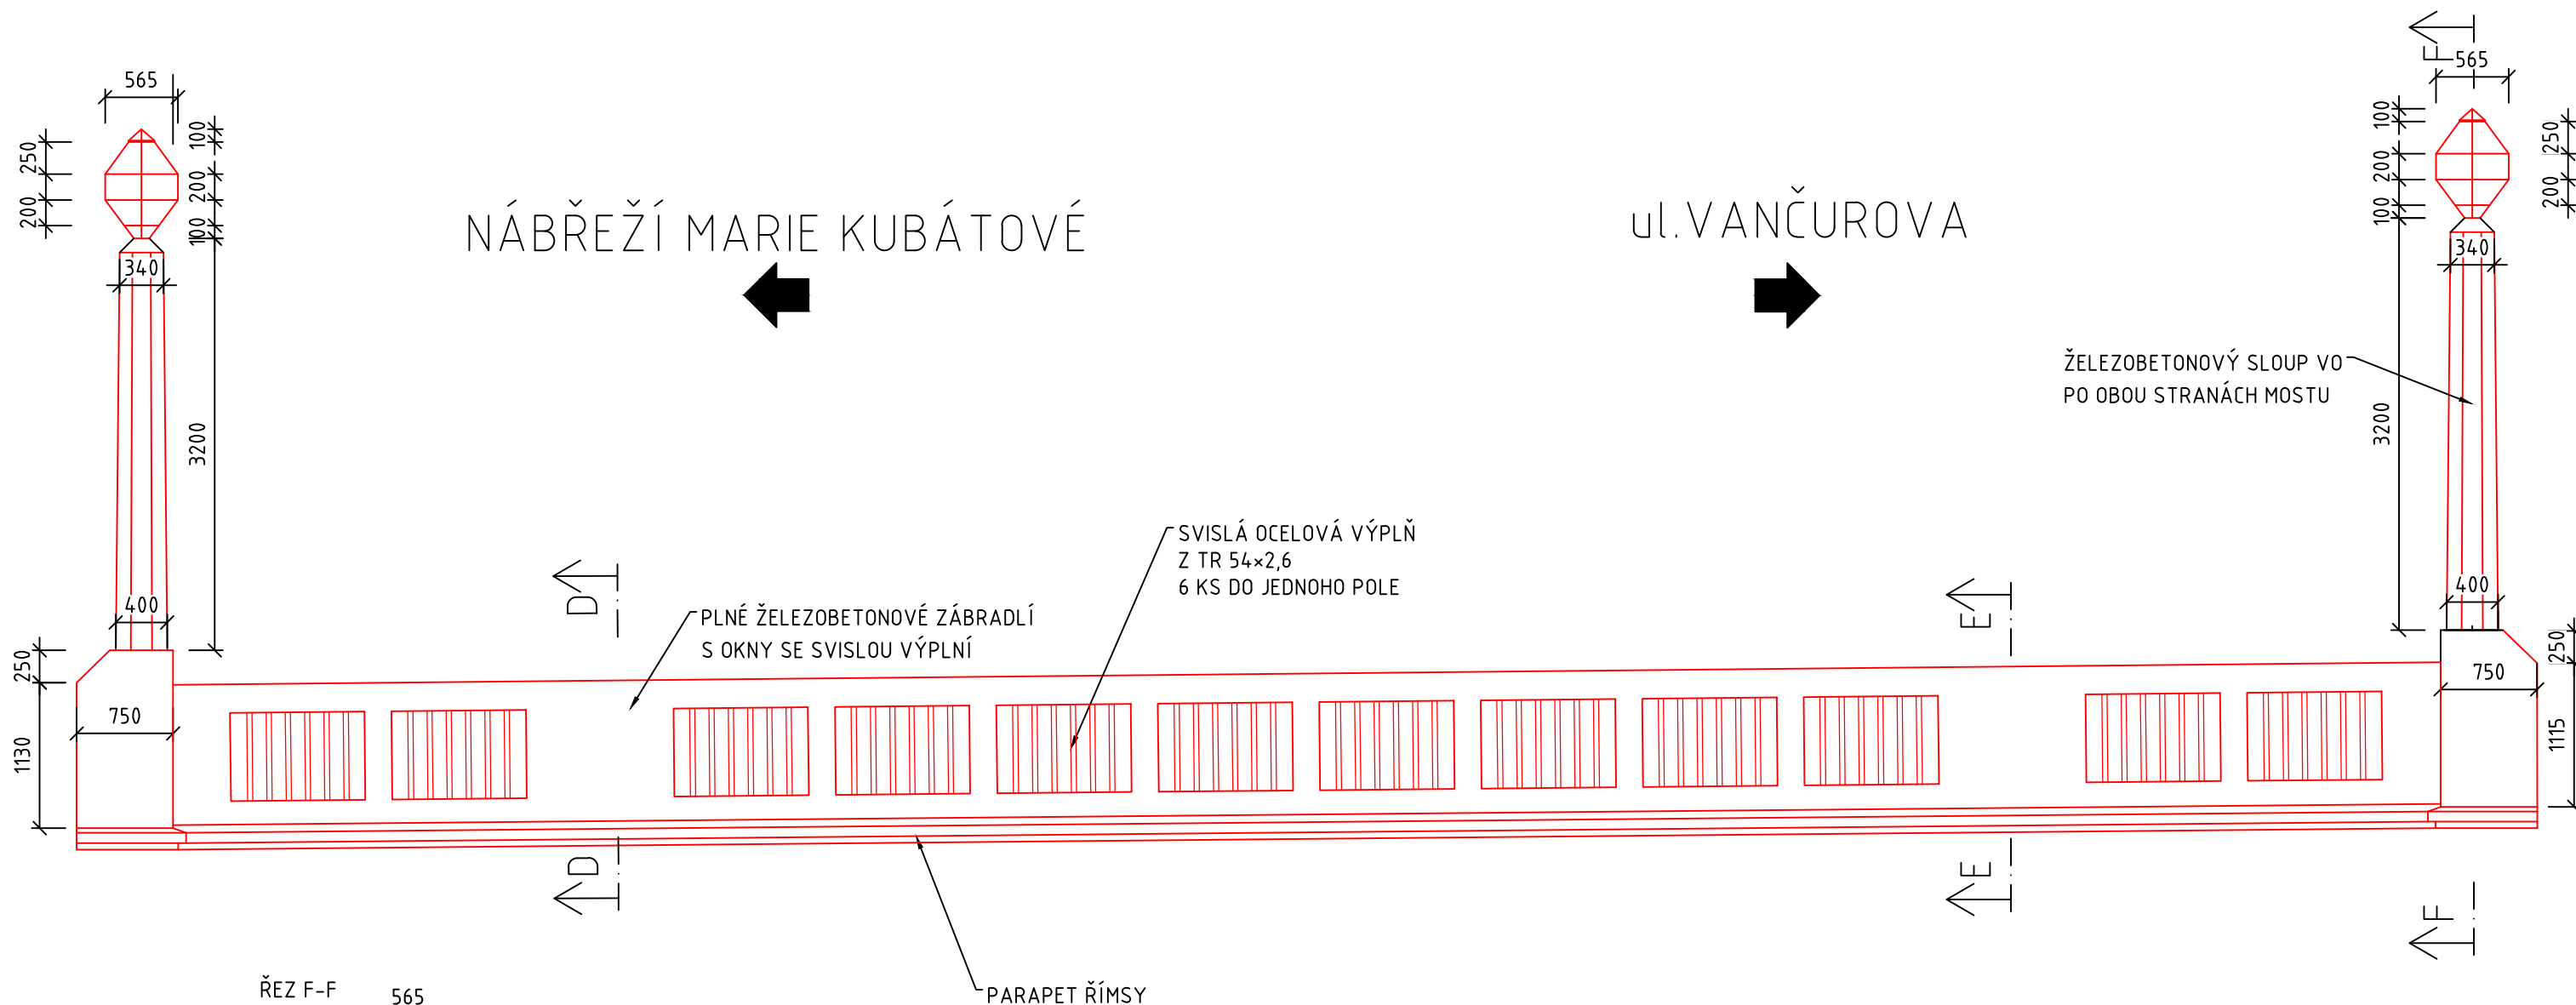 F
565
565
100
250
200
200
100
340
100
250
200
200
100
340
NÁBŘEŽÍ MARIE KUBÁTOVÉ
ul.VANČUROVA
ŽELEZOBETONOVÝ SLOUP VO
PO OBOU STRANÁCH MOSTU
3200
3200
SVISLÁ OCELOVÁ VÝPLŇ
Z TR 54×2,6
6 KS DO JEDNOHO POLE
D
E
PLNÉ ŽELEZOBETONOVÉ ZÁBRADLÍ
S OKNY SE SVISLOU VÝPLNÍ
400
400
250
250
750
750
1130
1115
D
E
F
ŘEZ F-F
565
PARAPET ŘÍMSY